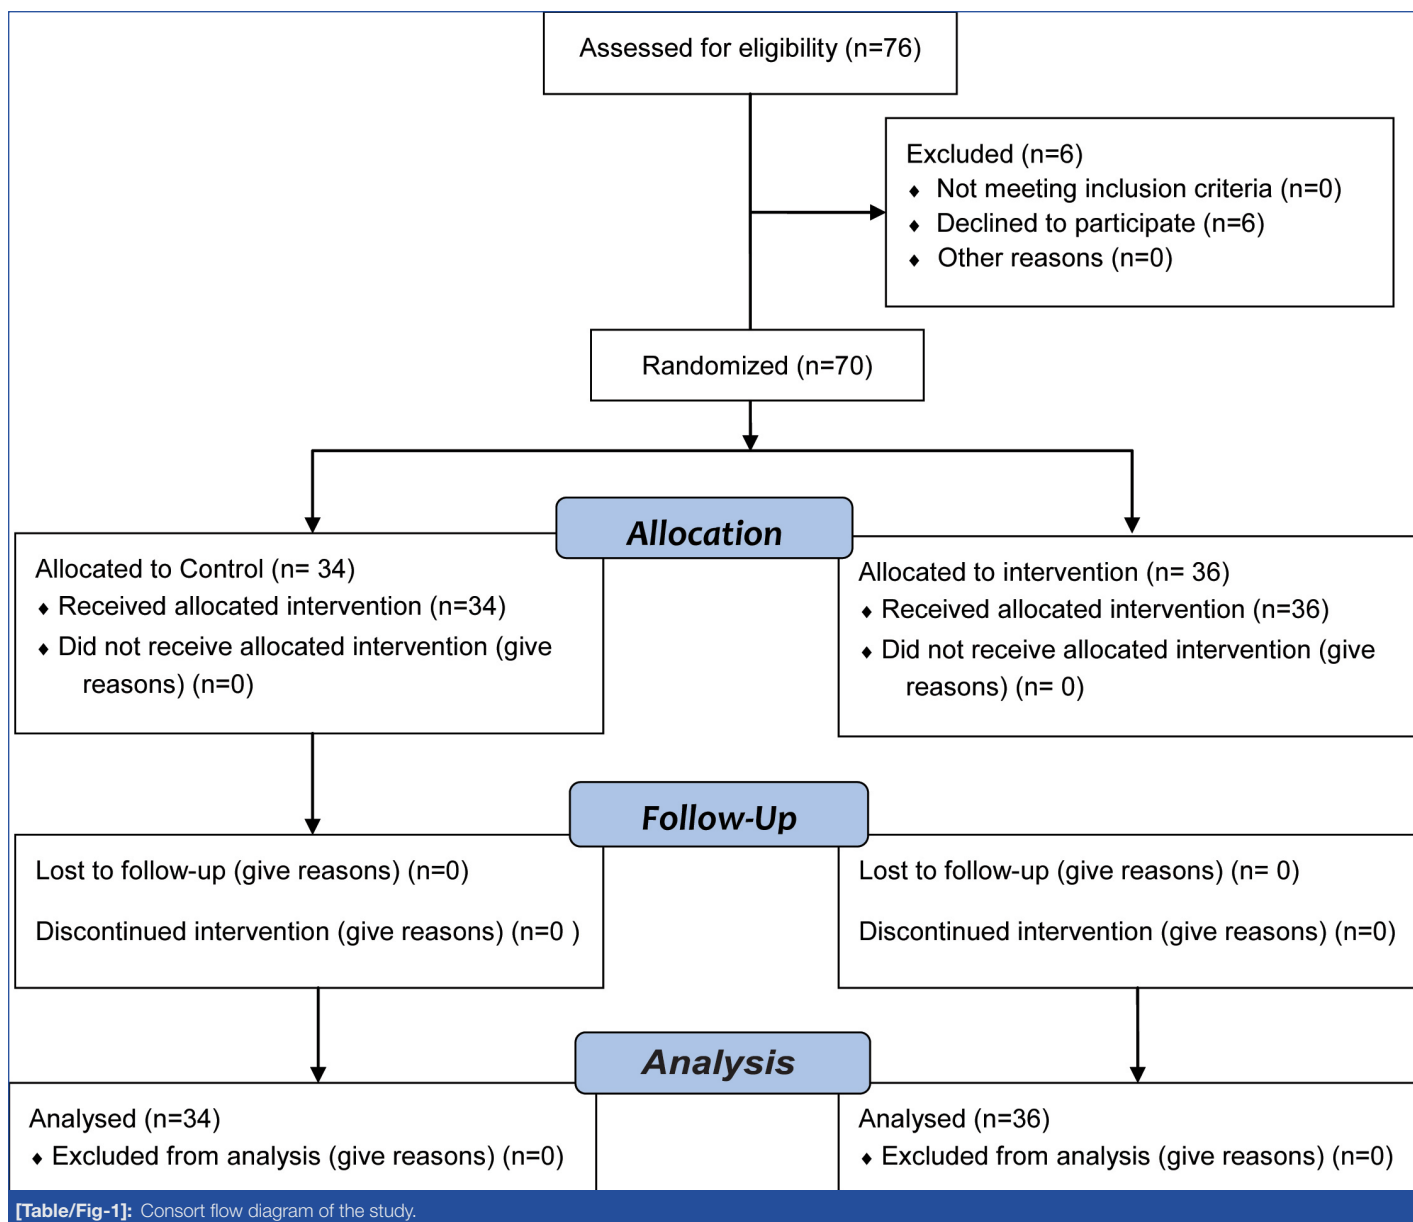 Assessed for eligibility (n=76)
Excluded (n=6)
♦ Not meeting inclusion criteria (n=0)
♦ Declined to participate (n=6)
♦ Other reasons (n=0)
Randomized (n=70)
Allocation
Allocated to Control (n= 34)
♦ Received allocated intervention (n=34)
♦ Did not receive allocated intervention (give
reasons) (n=0)
Allocated to intervention (n= 36)
♦ Received allocated intervention (n=36)
♦ Did not receive allocated intervention (give
reasons) (n= 0)
Follow-Up
Lost to follow-up (give reasons) (n=0)
Discontinued intervention (give reasons) (n=0 )
Lost to follow-up (give reasons) (n= 0)
Discontinued intervention (give reasons) (n=0)
Analysis
Analysed (n=34)
♦ Excluded from analysis (give reasons) (n=0)
Analysed (n=36)
♦ Excluded from analysis (give reasons) (n=0)
[Table/Fig-1]: Consort flow diagram of the study.